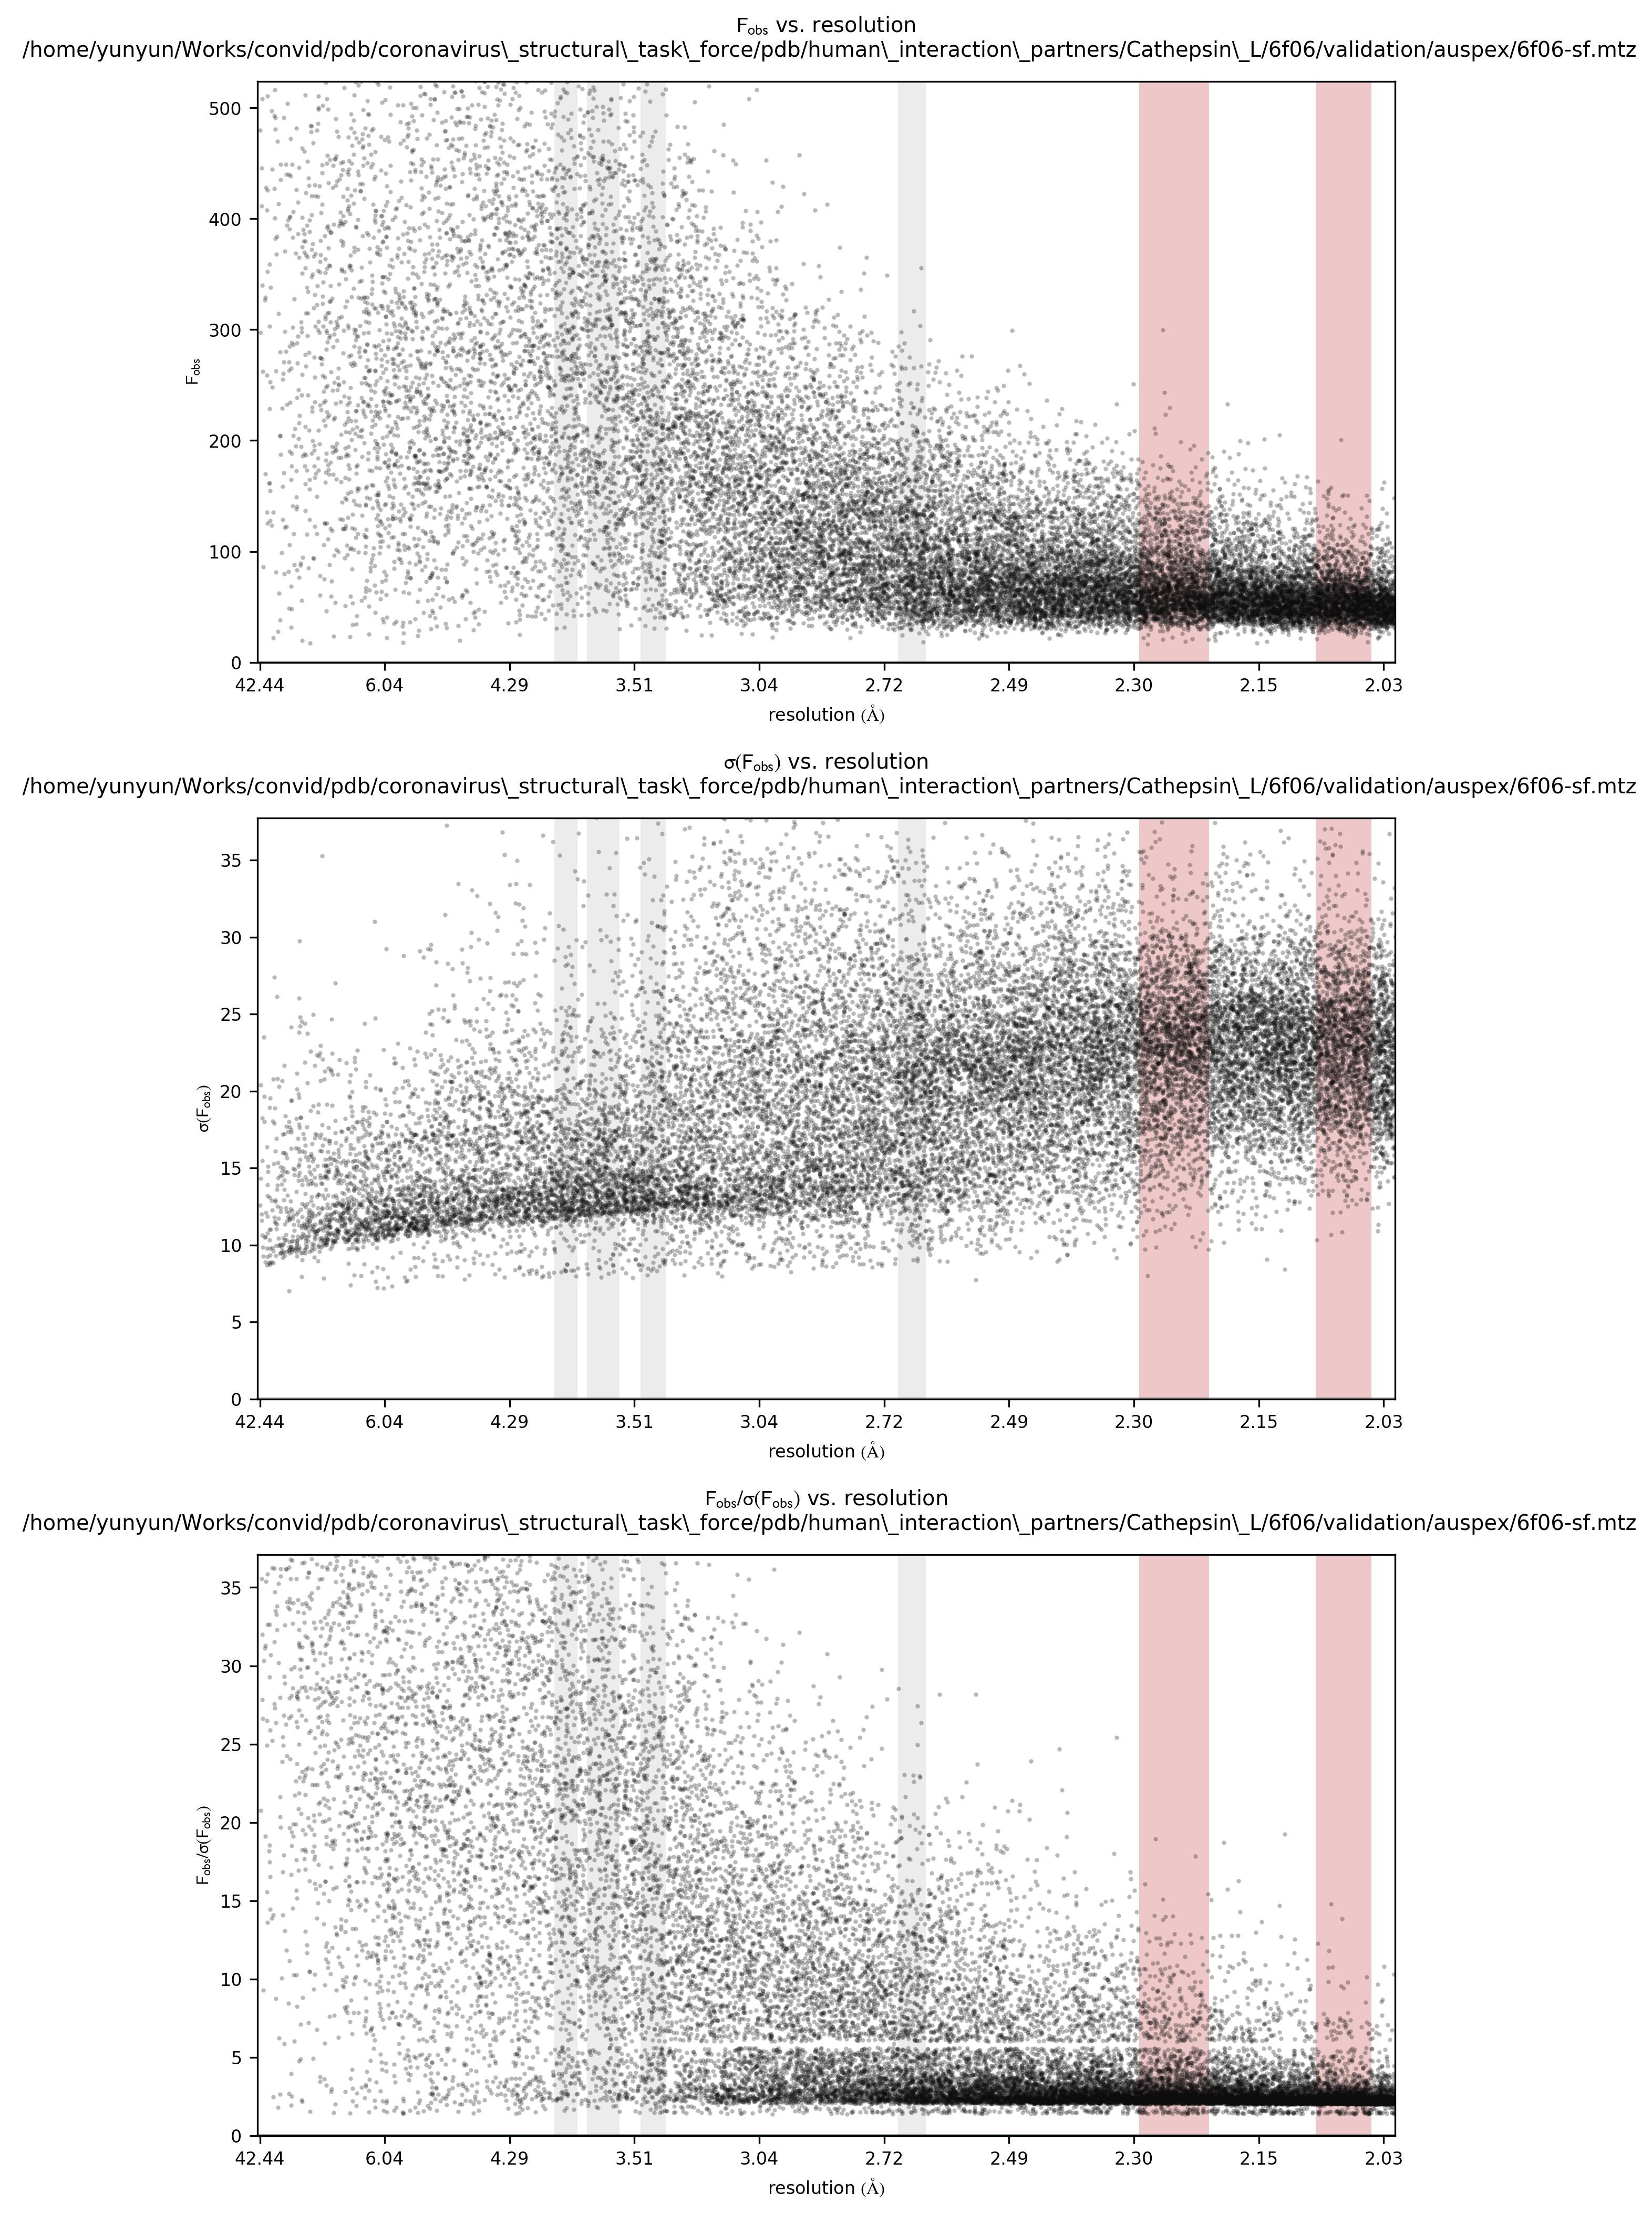 Fobs vs. resolution
/home/yunyun/Works/convid/pdb/coronavirus\_structural\_task\_force/pdb/human\_interaction\_partners/Cathepsin\_L/6f06/validation/auspex/6f06-sf.mtz
500
400
300
200
100
0
Fobs
42.44 6.04 4.29 3.51 3.04 2.72 2.49 2.30 2.15 2.03
resolution (Å)
σ(Fobs) vs. resolution
/home/yunyun/Works/convid/pdb/coronavirus\_structural\_task\_force/pdb/human\_interaction\_partners/Cathepsin\_L/6f06/validation/auspex/6f06-sf.mtz
35
30
25
20
15
10
5
0
σ(Fobs)
42.44 6.04 4.29 3.51 3.04 2.72 2.49 2.30 2.15 2.03
resolution (Å)
Fobs/σ(Fobs) vs. resolution
/home/yunyun/Works/convid/pdb/coronavirus\_structural\_task\_force/pdb/human\_interaction\_partners/Cathepsin\_L/6f06/validation/auspex/6f06-sf.mtz
35
30
25
20
15
10
5
0
Fobs/σ(Fobs)
42.44 6.04 4.29 3.51 3.04 2.72 2.49 2.30 2.15 2.03
resolution (Å)